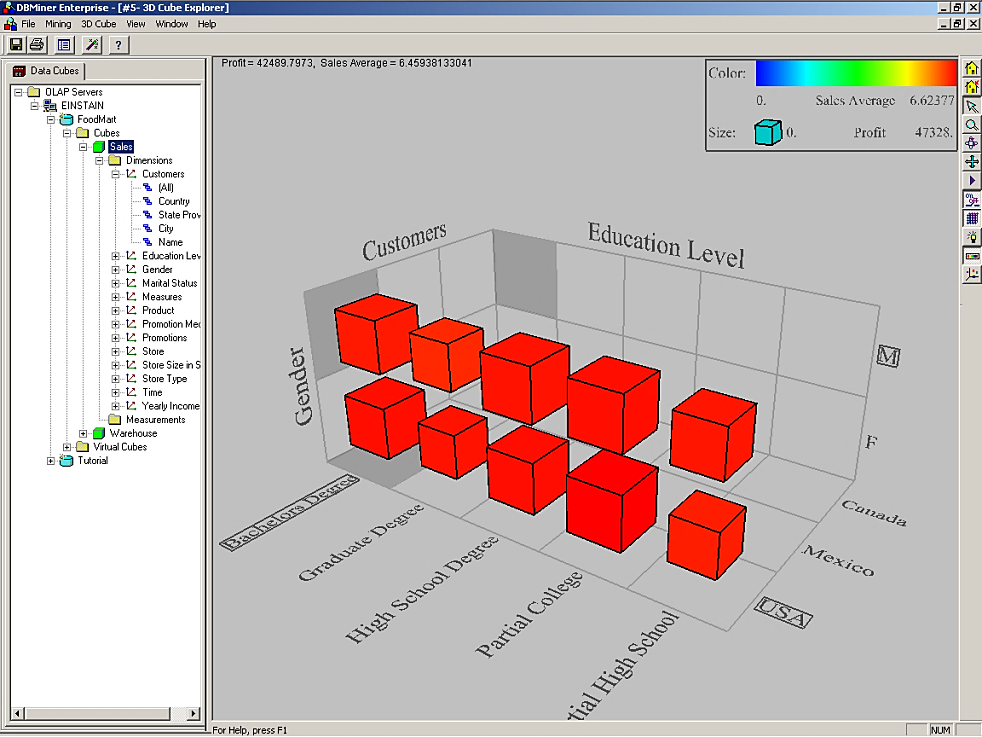 DBMiner Enterprise - [#5- 3D Cube Explorer]
File Mining 3D Cube View Window Help
?
Data Cubes
OLAP Servers
EINSTAIN
FoodMart
Cubes
Sales
Dimensions
Customers
(All)
Country
State Prov
City
Name
Education Lev
Gender
Marital Status
Measures
Product
Promotion Med
Promotions
Store
Store Size in S
Store Type
Time
Yearly Income
Measurements
Warehouse
Virtual Cubes
Tutorial
Profit = 42489.7973, Sales Average = 6.45938133041
Color:
0. Sales Average 6.62377
Size: 0. Profit 47328.
Customers
Education Level
Gender
M
F
Canada
Mexico
USA
Bachelors Degree
Graduate Degree
High School Degree
Partial College
tial High School
For Help, press F1
NUM